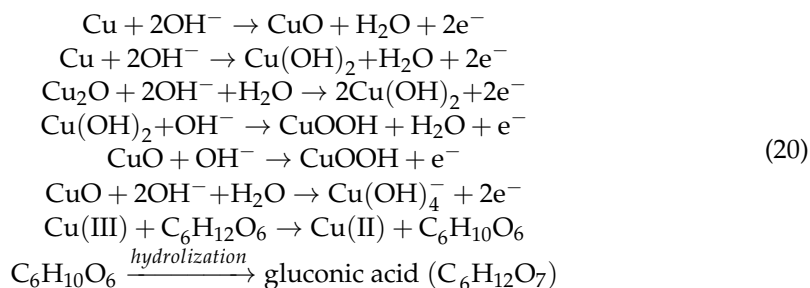 Cu + 2OH⁻ → CuO + H₂O + 2e⁻
Cu + 2OH⁻ → Cu(OH)₂+H₂O + 2e⁻
Cu₂O + 2OH⁻+H₂O → 2Cu(OH)₂+2e⁻
Cu(OH)₂+OH⁻ → CuOOH + H₂O + e⁻
CuO + OH⁻ → CuOOH + e⁻
(20)
CuO + 2OH⁻+H₂O → Cu(OH)₄⁻ + 2e⁻
Cu(III) + C₆H₁₂O₆ → Cu(II) + C₆H₁₀O₆
C₆H₁₀O₆ hydrolization→ gluconic acid (C₆H₁₂O₇)